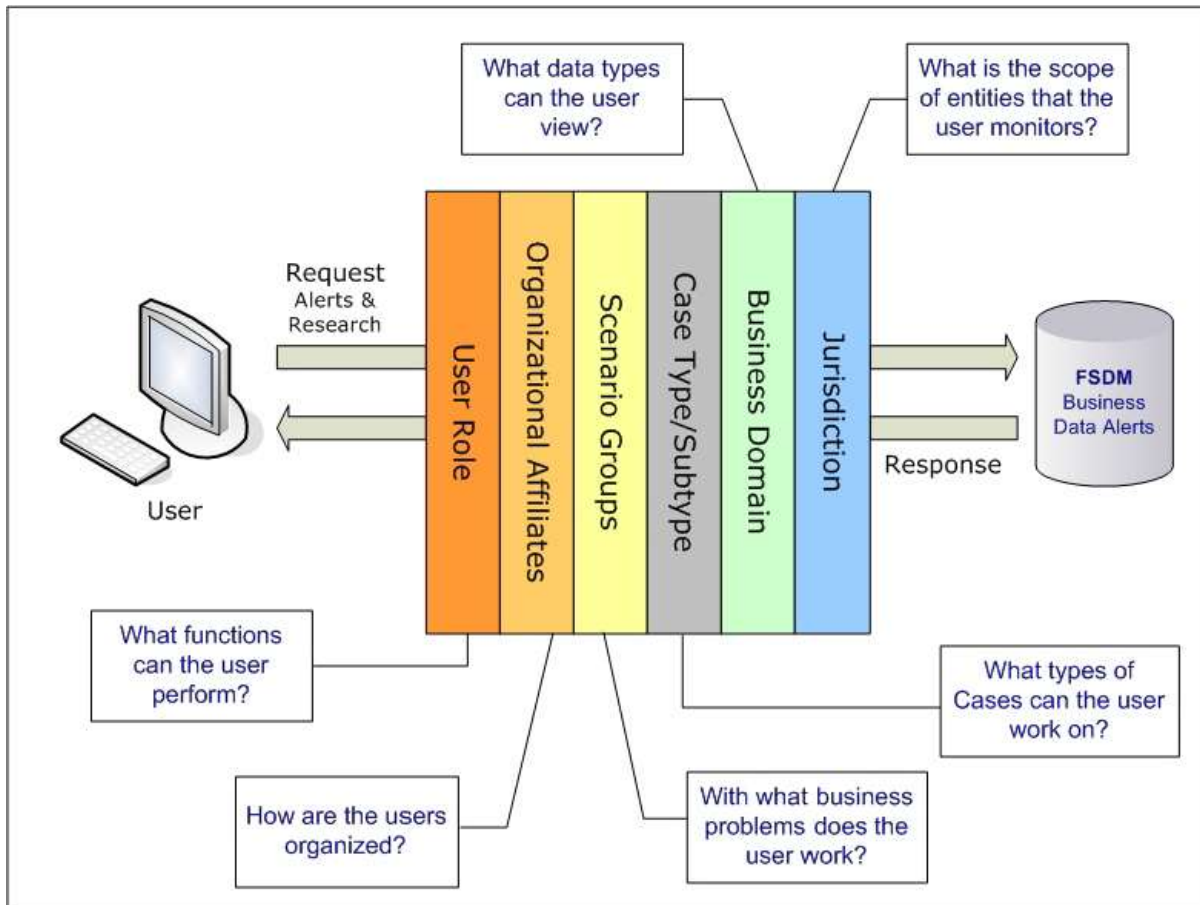 What data types
can the user
view?
What is the scope
of entities that the
user monitors?
Request
Alerts &
Research
User Role
Organizational Affiliates
Scenario Groups
Case Type/Subtype
Business Domain
Jurisdiction
FSDM
Business
Data Alerts
Response
User
What functions
can the user
perform?
What types of
Cases can the user
work on?
How are the users
organized?
With what business
problems does the
user work?